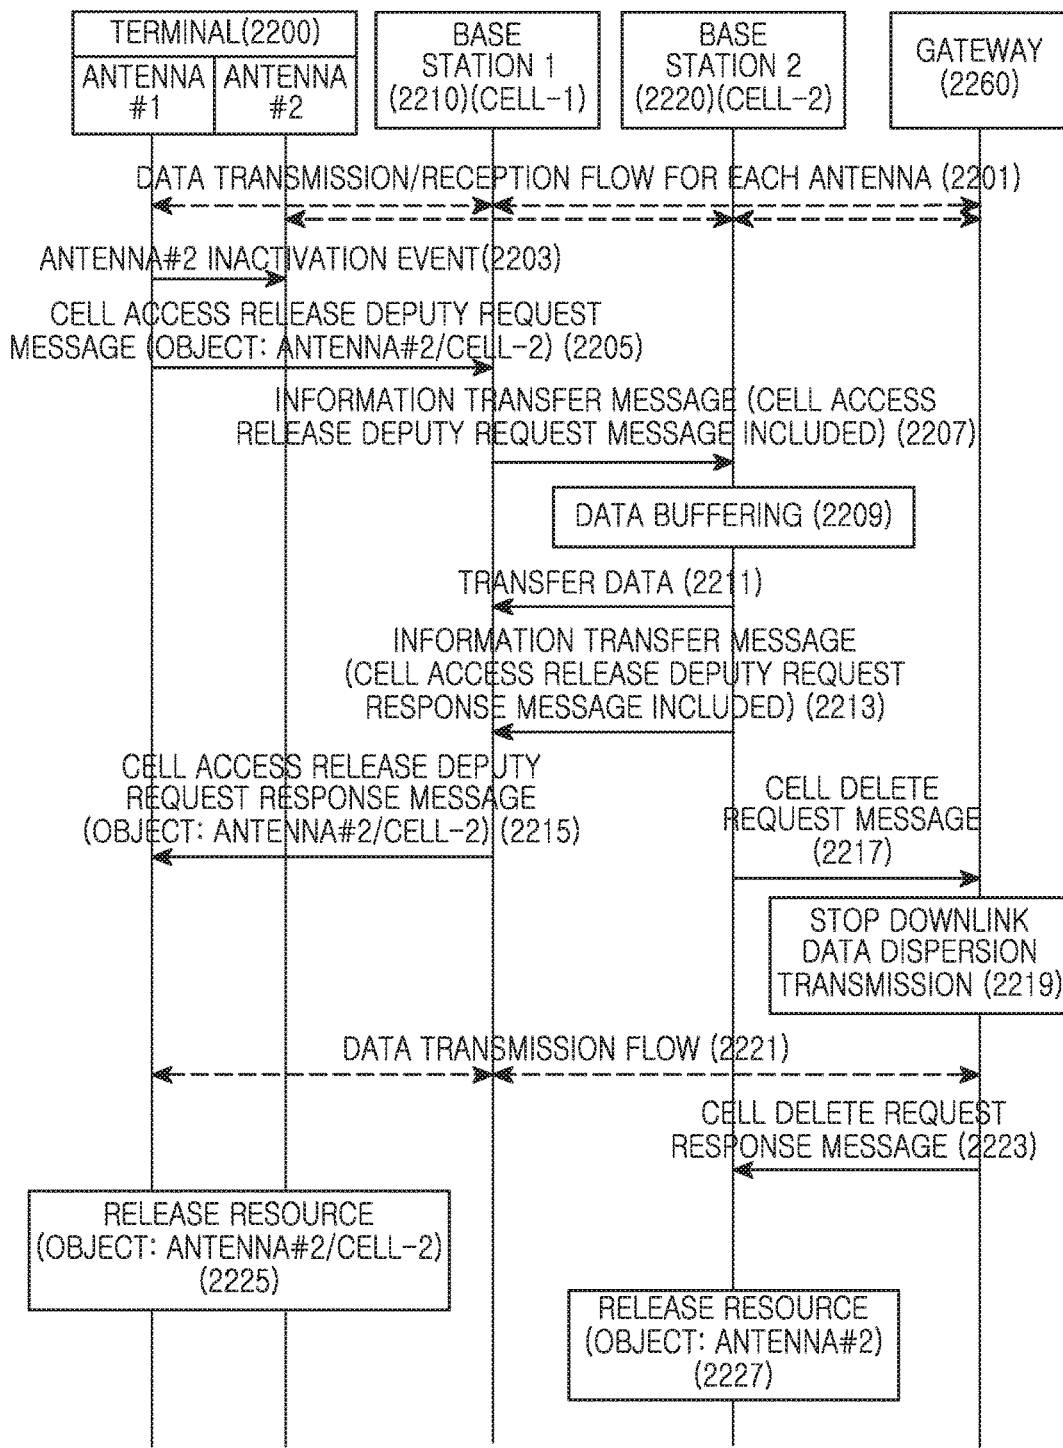 TERMINAL(2200)
ANTENNA
#1
ANTENNA
#2
BASE
STATION 1
(2210)(CELL-1)
BASE
STATION 2
(2220)(CELL-2)
GATEWAY
(2260)
DATA TRANSMISSION/RECEPTION FLOW FOR EACH ANTENNA (2201)
ANTENNA#2 INACTIVATION EVENT(2203)
CELL ACCESS RELEASE DEPUTY REQUEST
MESSAGE (OBJECT: ANTENNA#2/CELL-2) (2205)
INFORMATION TRANSFER MESSAGE (CELL ACCESS
RELEASE DEPUTY REQUEST MESSAGE INCLUDED) (2207)
DATA BUFFERING (2209)
TRANSFER DATA (2211)
INFORMATION TRANSFER MESSAGE
(CELL ACCESS RELEASE DEPUTY REQUEST
RESPONSE MESSAGE INCLUDED) (2213)
CELL ACCESS RELEASE DEPUTY
REQUEST RESPONSE MESSAGE
(OBJECT: ANTENNA#2/CELL-2) (2215)
CELL DELETE
REQUEST MESSAGE
(2217)
STOP DOWNLINK
DATA DISPERSION
TRANSMISSION (2219)
DATA TRANSMISSION FLOW (2221)
CELL DELETE REQUEST
RESPONSE MESSAGE (2223)
RELEASE RESOURCE
(OBJECT: ANTENNA#2/CELL-2)
(2225)
RELEASE RESOURCE
(OBJECT: ANTENNA#2)
(2227)